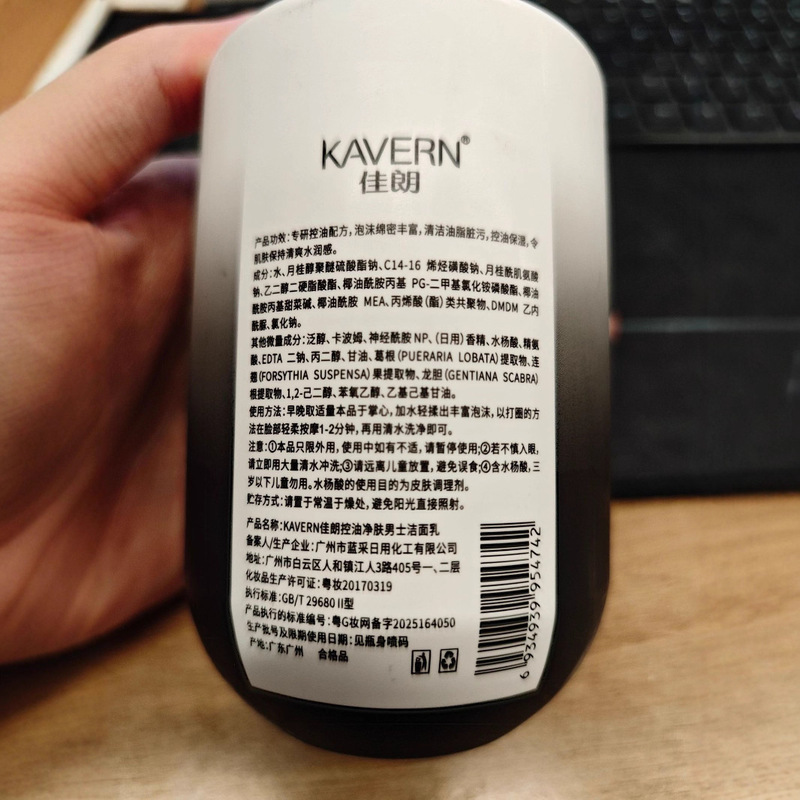 KAVERN®
佳朗
产品功效:专研控油配方,泡沫绵密丰富,清洁油脂脏污,控油保湿,令
肌肤保持清爽水润感。
成分:水、月桂醇聚醚硫酸酯钠、C14-16 烯烃磺酸钠、月桂酰肌氨酸
钠、乙二醇二硬脂酸酯、椰油酰胺丙基 PG-二甲基氯化铵磷酸酯、椰油
酰胺丙基甜菜碱、椰油酰胺 MEA、丙烯酸(酯)类共聚物、DMDM 乙内
酰脲、氯化钠。
其他微量成分:泛醇、卡波姆、神经酰胺 NP、(日用)香精、水杨酸、精氨
酸、EDTA 二钠、丙二醇、甘油、葛根(PUERARIA LOBATA)提取物、连
翘(FORSYTHIA SUSPENSA)果提取物、龙胆(GENTIANA SCABRA)
根提取物、1,2-己二醇、苯氧乙醇、乙基己基甘油。
使用方法:早晚取适量本品于掌心,加水轻揉出丰富泡沫,以打圈的方
法在脸部轻柔按摩1-2分钟,再用清水洗净即可。
注意:①本品只限外用,使用中如有不适,请暂停使用;②若不慎入眼,
请立即用大量清水冲洗;③请远离儿童放置,避免误食;④含水杨酸,三
岁以下儿童勿用。水杨酸的使用目的为皮肤调理剂。
贮存方式:请置于常温干燥处,避免阳光直接照射。
产品名称:KAVERN佳朗控油净肤男士洁面乳
备案人/生产企业:广州市蓝采日用化工有限公司
地址:广州市白云区人和镇江人3路405号一、二层
化妆品生产许可证:粤妆20170319
执行标准:GB/T 29680 II型
产品执行的标准编号:粤G妆网备字2025164050
生产批号及限期使用日期:见瓶身喷码
产地:广东广州 合格品
6 934939 954742